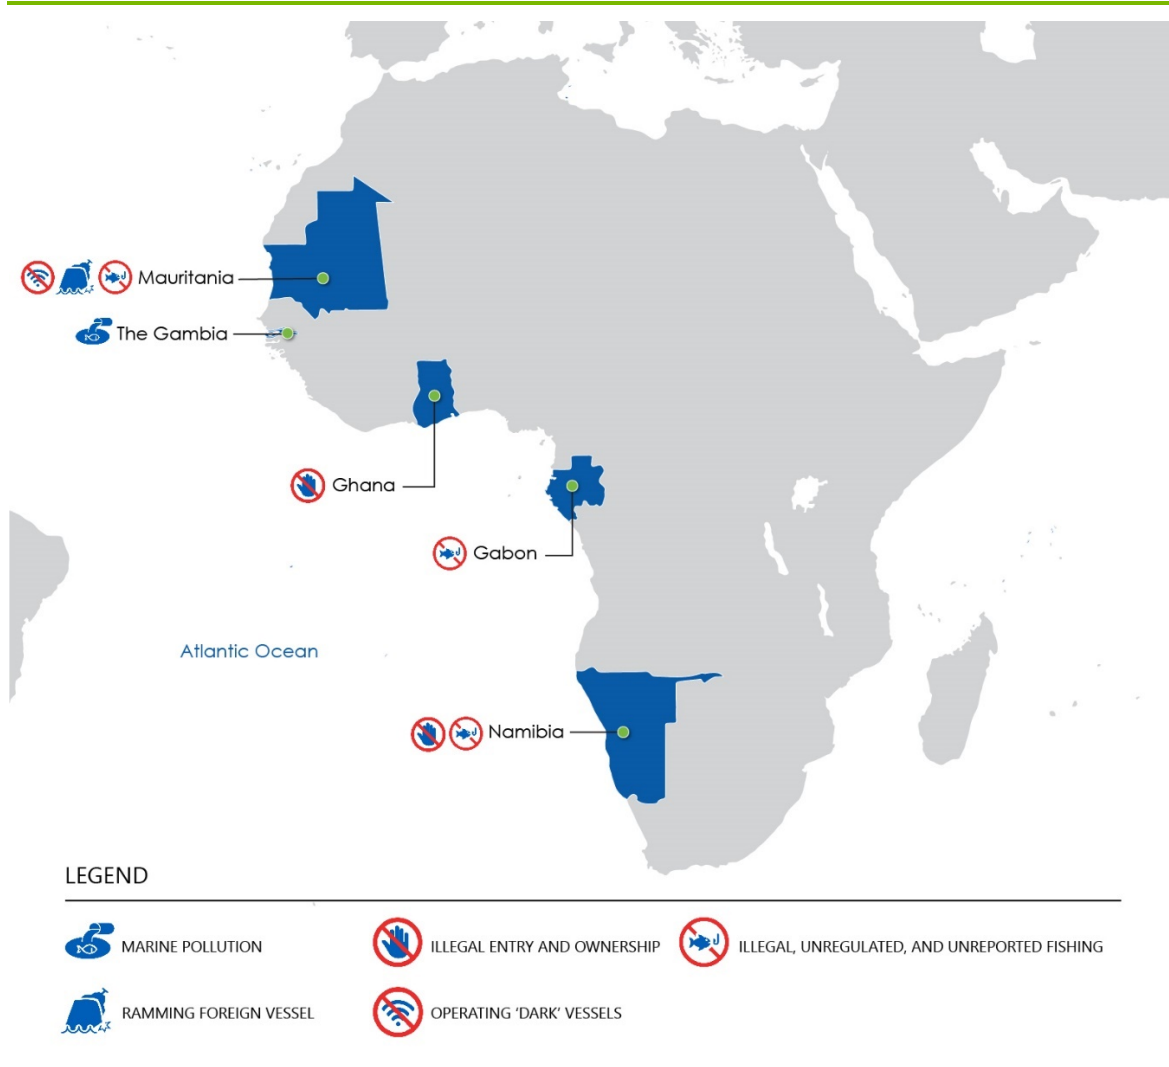 Mauritania
The Gambia
Ghana
Gabon
Atlantic Ocean
Namibia
LEGEND
MARINE POLLUTION
ILLEGAL ENTRY AND OWNERSHIP
ILLEGAL, UNREGULATED, AND UNREPORTED FISHING
RAMMING FOREIGN VESSEL
OPERATING ‘DARK’ VESSELS